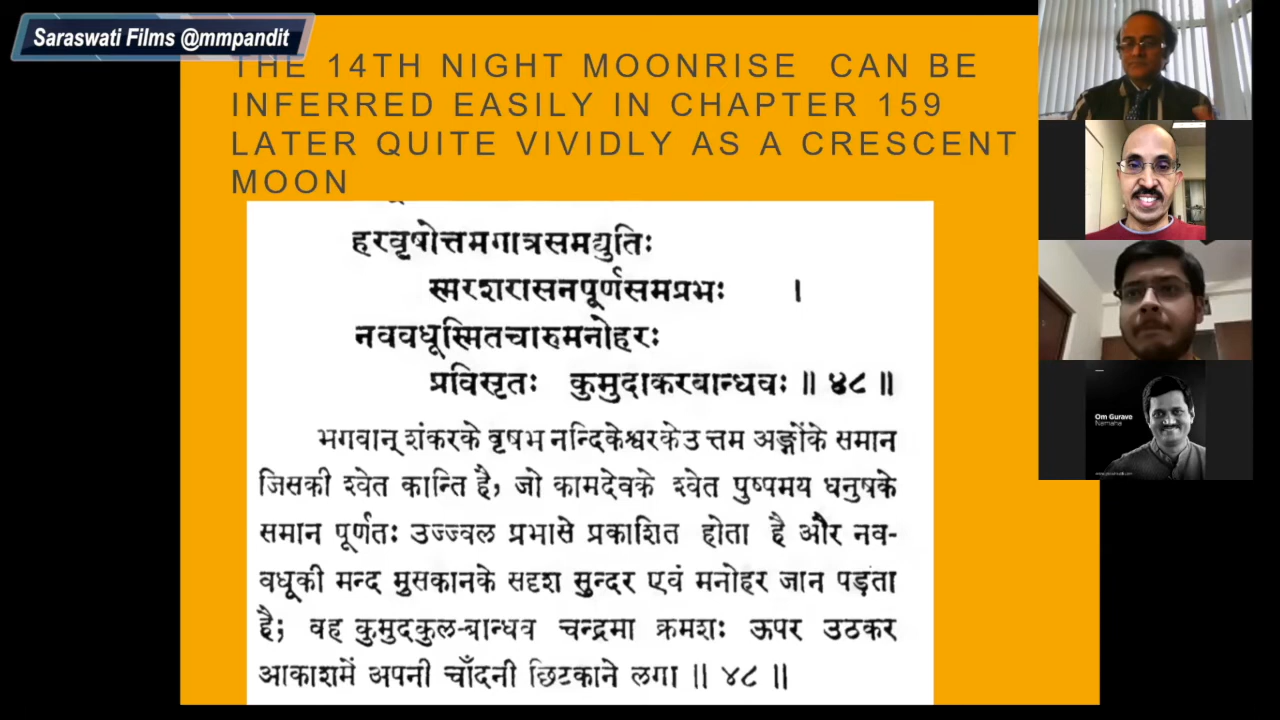 Saraswati Films @mmpandit
THE 14TH NIGHT MOONRISE CAN BE
INFERRED EASILY IN CHAPTER 159
LATER QUITE VIVIDLY AS A CRESCENT
MOON
हरवृषोत्तमगात्रसमद्युतिः
स्मरशरासनपूर्णसमप्रभः ।
नववधूस्मितचारुमनोहरः
प्रविसृतः कुमुदाकरबान्धवः ॥ ४८ ॥
भगवान् शंकरके वृषभ नन्दिकेश्वरकेउत्तम अङ्गोंके समान
जिसकी श्वेत कान्ति है, जो कामदेवके श्वेत पुष्पमय धनुषके
समान पूर्णतः उज्ज्वल प्रभासे प्रकाशित होता है और नव-
वधूकी मन्द मुसकानके सदृश सुन्दर एवं मनोहर जान पड़ता
है; वह कुमुदकुल-बान्धव चन्द्रमा क्रमशः ऊपर उठकर
आकाशमें अपनी चाँदनी छिटकाने लगा ॥ ४८ ॥
Om Gurave
Namaha